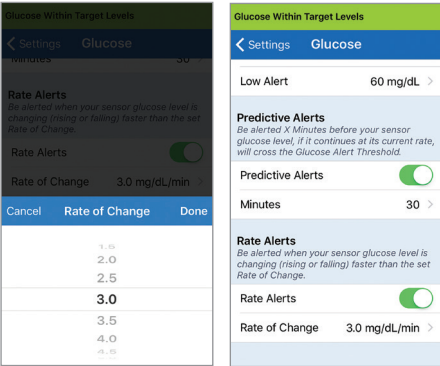 Glucose Within Target Levels
Settings Glucose
Minutes 30
Rate Alerts
Be alerted when your sensor glucose level is
changing (rising or falling) faster than the set
Rate of Change.
Rate Alerts
Rate of Change 3.0 mg/dL/min
Cancel Rate of Change Done
1.5
2.0
2.5
3.0
3.5
4.0
4.5
Glucose Within Target Levels
Settings Glucose
Low Alert 60 mg/dL
Predictive Alerts
Be alerted X Minutes before your sensor
glucose level, if it continues at its current rate,
will cross the Glucose Alert Threshold.
Predictive Alerts
Minutes 30
Rate Alerts
Be alerted when your sensor glucose level is
changing (rising or falling) faster than the set
Rate of Change.
Rate Alerts
Rate of Change 3.0 mg/dL/min